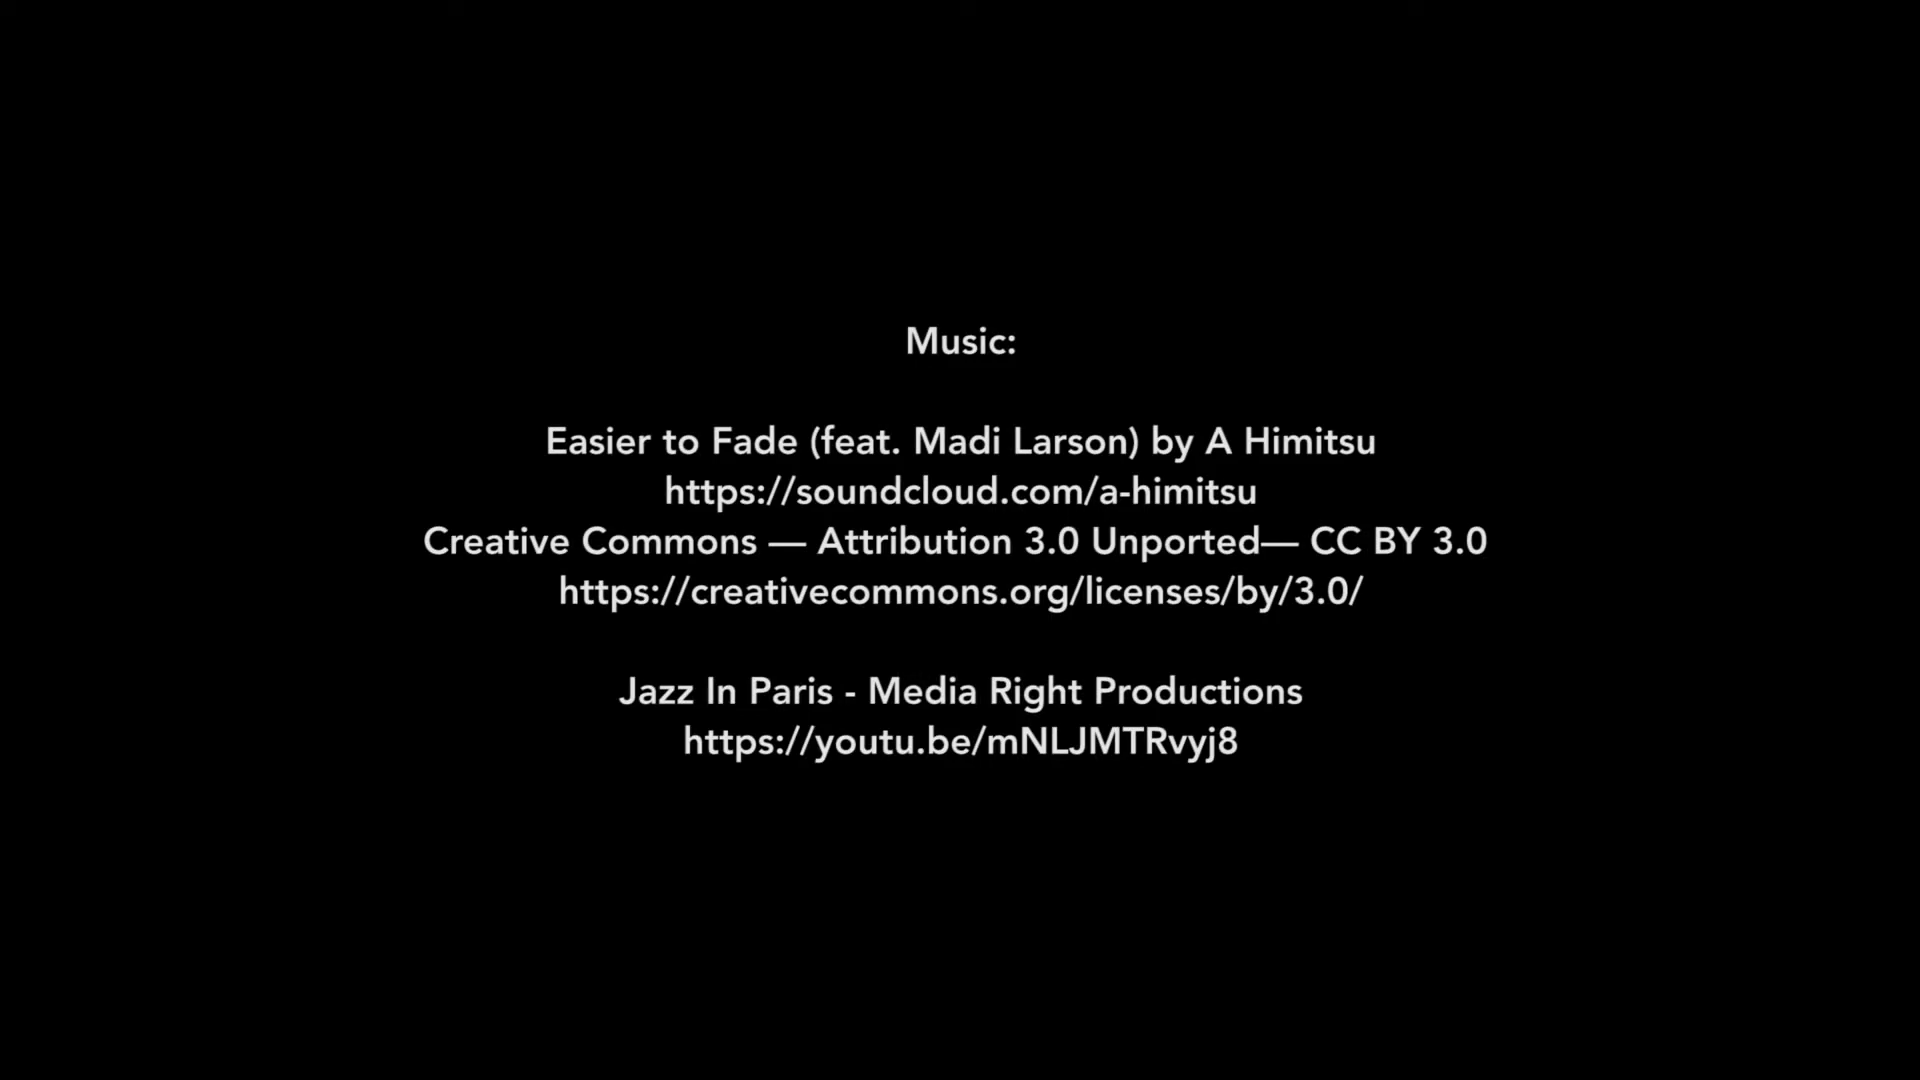 Music:
Easier to Fade (feat. Madi Larson) by A Himitsu
https://soundcloud.com/a-himitsu
Creative Commons — Attribution 3.0 Unported— CC BY 3.0
https://creativecommons.org/licenses/by/3.0/
Jazz In Paris - Media Right Productions
https://youtu.be/mNLJMTRvyj8